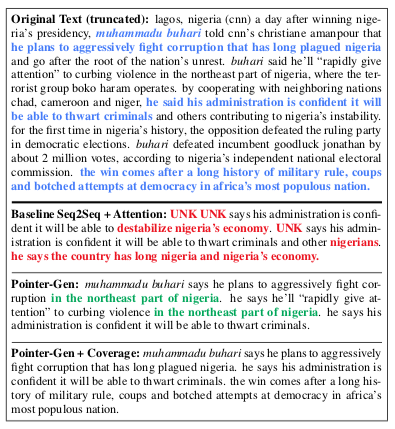 Original Text (truncated): lagos, nigeria (cnn) a day after winning nige-
ria's presidency, muhammadu buhari told cnn's christiane amanpour that
he plans to aggressively fight corruption that has long plagued nigeria
and go after the root of the nation's unrest. buhari said he'll "rapidly give
attention" to curbing violence in the northeast part of nigeria, where the ter-
rorist group boko haram operates. by cooperating with neighboring nations
chad, cameroon and niger, he said his administration is confident it will
be able to thwart criminals and others contributing to nigeria's instability.
for the first time in nigeria's history, the opposition defeated the ruling party
in democratic elections. buhari defeated incumbent goodluck jonathan by
about 2 million votes, according to nigeria's independent national electoral
commission. the win comes after a long history of military rule, coups
and botched attempts at democracy in africa's most populous nation.
Baseline Seq2Seq + Attention: UNK UNK says his administration is confi-
dent it will be able to destabilize nigeria's economy. UNK says his admin-
istration is confident it will be able to thwart criminals and other nigerians.
he says the country has long nigeria and nigeria's economy.
Pointer-Gen: muhammadu buhari says he plans to aggressively fight cor-
ruption in the northeast part of nigeria. he says he'll "rapidly give at-
tention" to curbing violence in the northeast part of nigeria. he says his
administration is confident it will be able to thwart criminals.
Pointer-Gen + Coverage: muhammadu buhari says he plans to aggressively
fight corruption that has long plagued nigeria. he says his administration is
confident it will be able to thwart criminals. the win comes after a long his-
tory of military rule, coups and botched attempts at democracy in africa's
most populous nation.